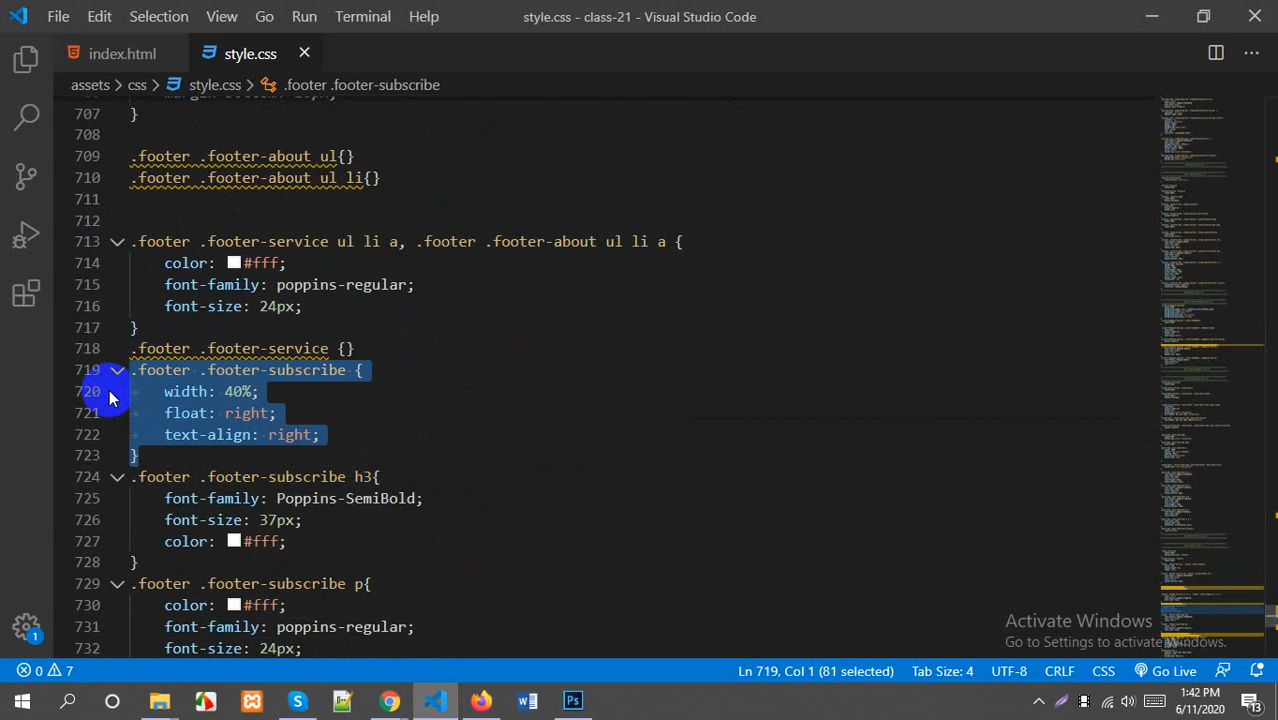 File Edit Selection View Go Run Terminal Help style.css - class-21 - Visual Studio Code
index.html style.css
assets > css > style.css > .footer .footer-subscribe
707 }
708
709 .footer .footer-about ul{}
710 .footer .footer-about ul li{}
711
712
713 .footer .footer-service ul li a, .footer .footer-about ul li a {
714 color: #fff;
715 font-family: poppins-regular;
716 font-size: 24px;
717 }
718 .footer .footer-service {}
719 .footer .footer-subscribe {
720 width: 40%;
721 float: right;
722 text-align: right;
723 }
724 .footer .footer-subscribe h3{
725 font-family: Poppins-SemiBold;
726 font-size: 37px;
727 color: #fff;
728 }
729 .footer .footer-subscribe p{
730 color: #fff;
731 font-family: poppins-regular;
732 font-size: 24px;
Activate Windows
Go to Settings to activate Windows.
1
0 7 Ln 719, Col 1 (81 selected) Tab Size: 4 UTF-8 CRLF CSS Go Live
1:42 PM
6/11/2020
13